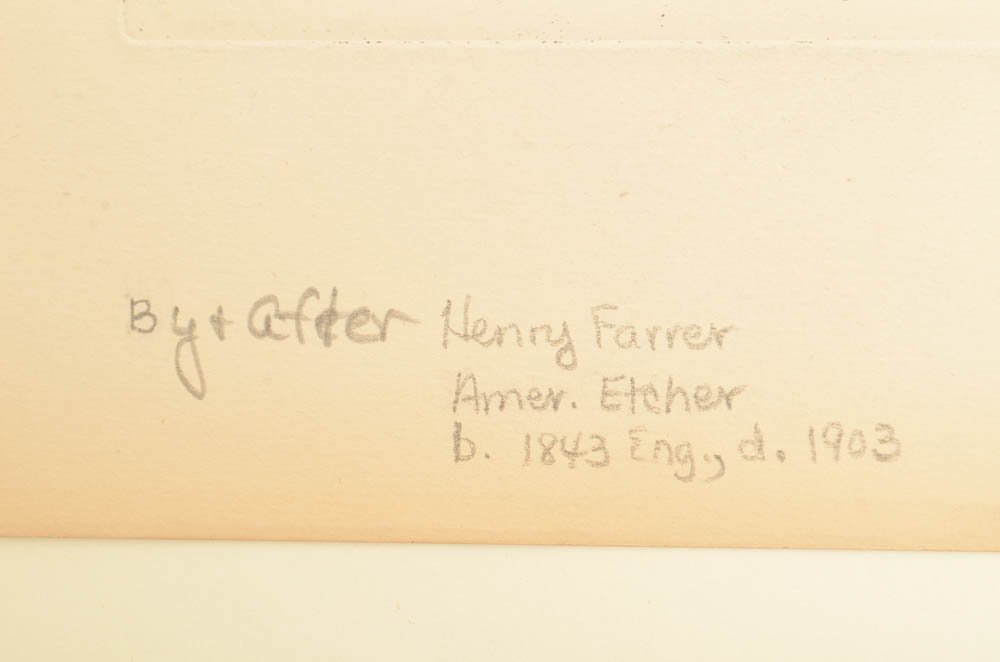 By + After Henry Farrer
Amer. Etcher
b. 1843 Eng., d. 1903